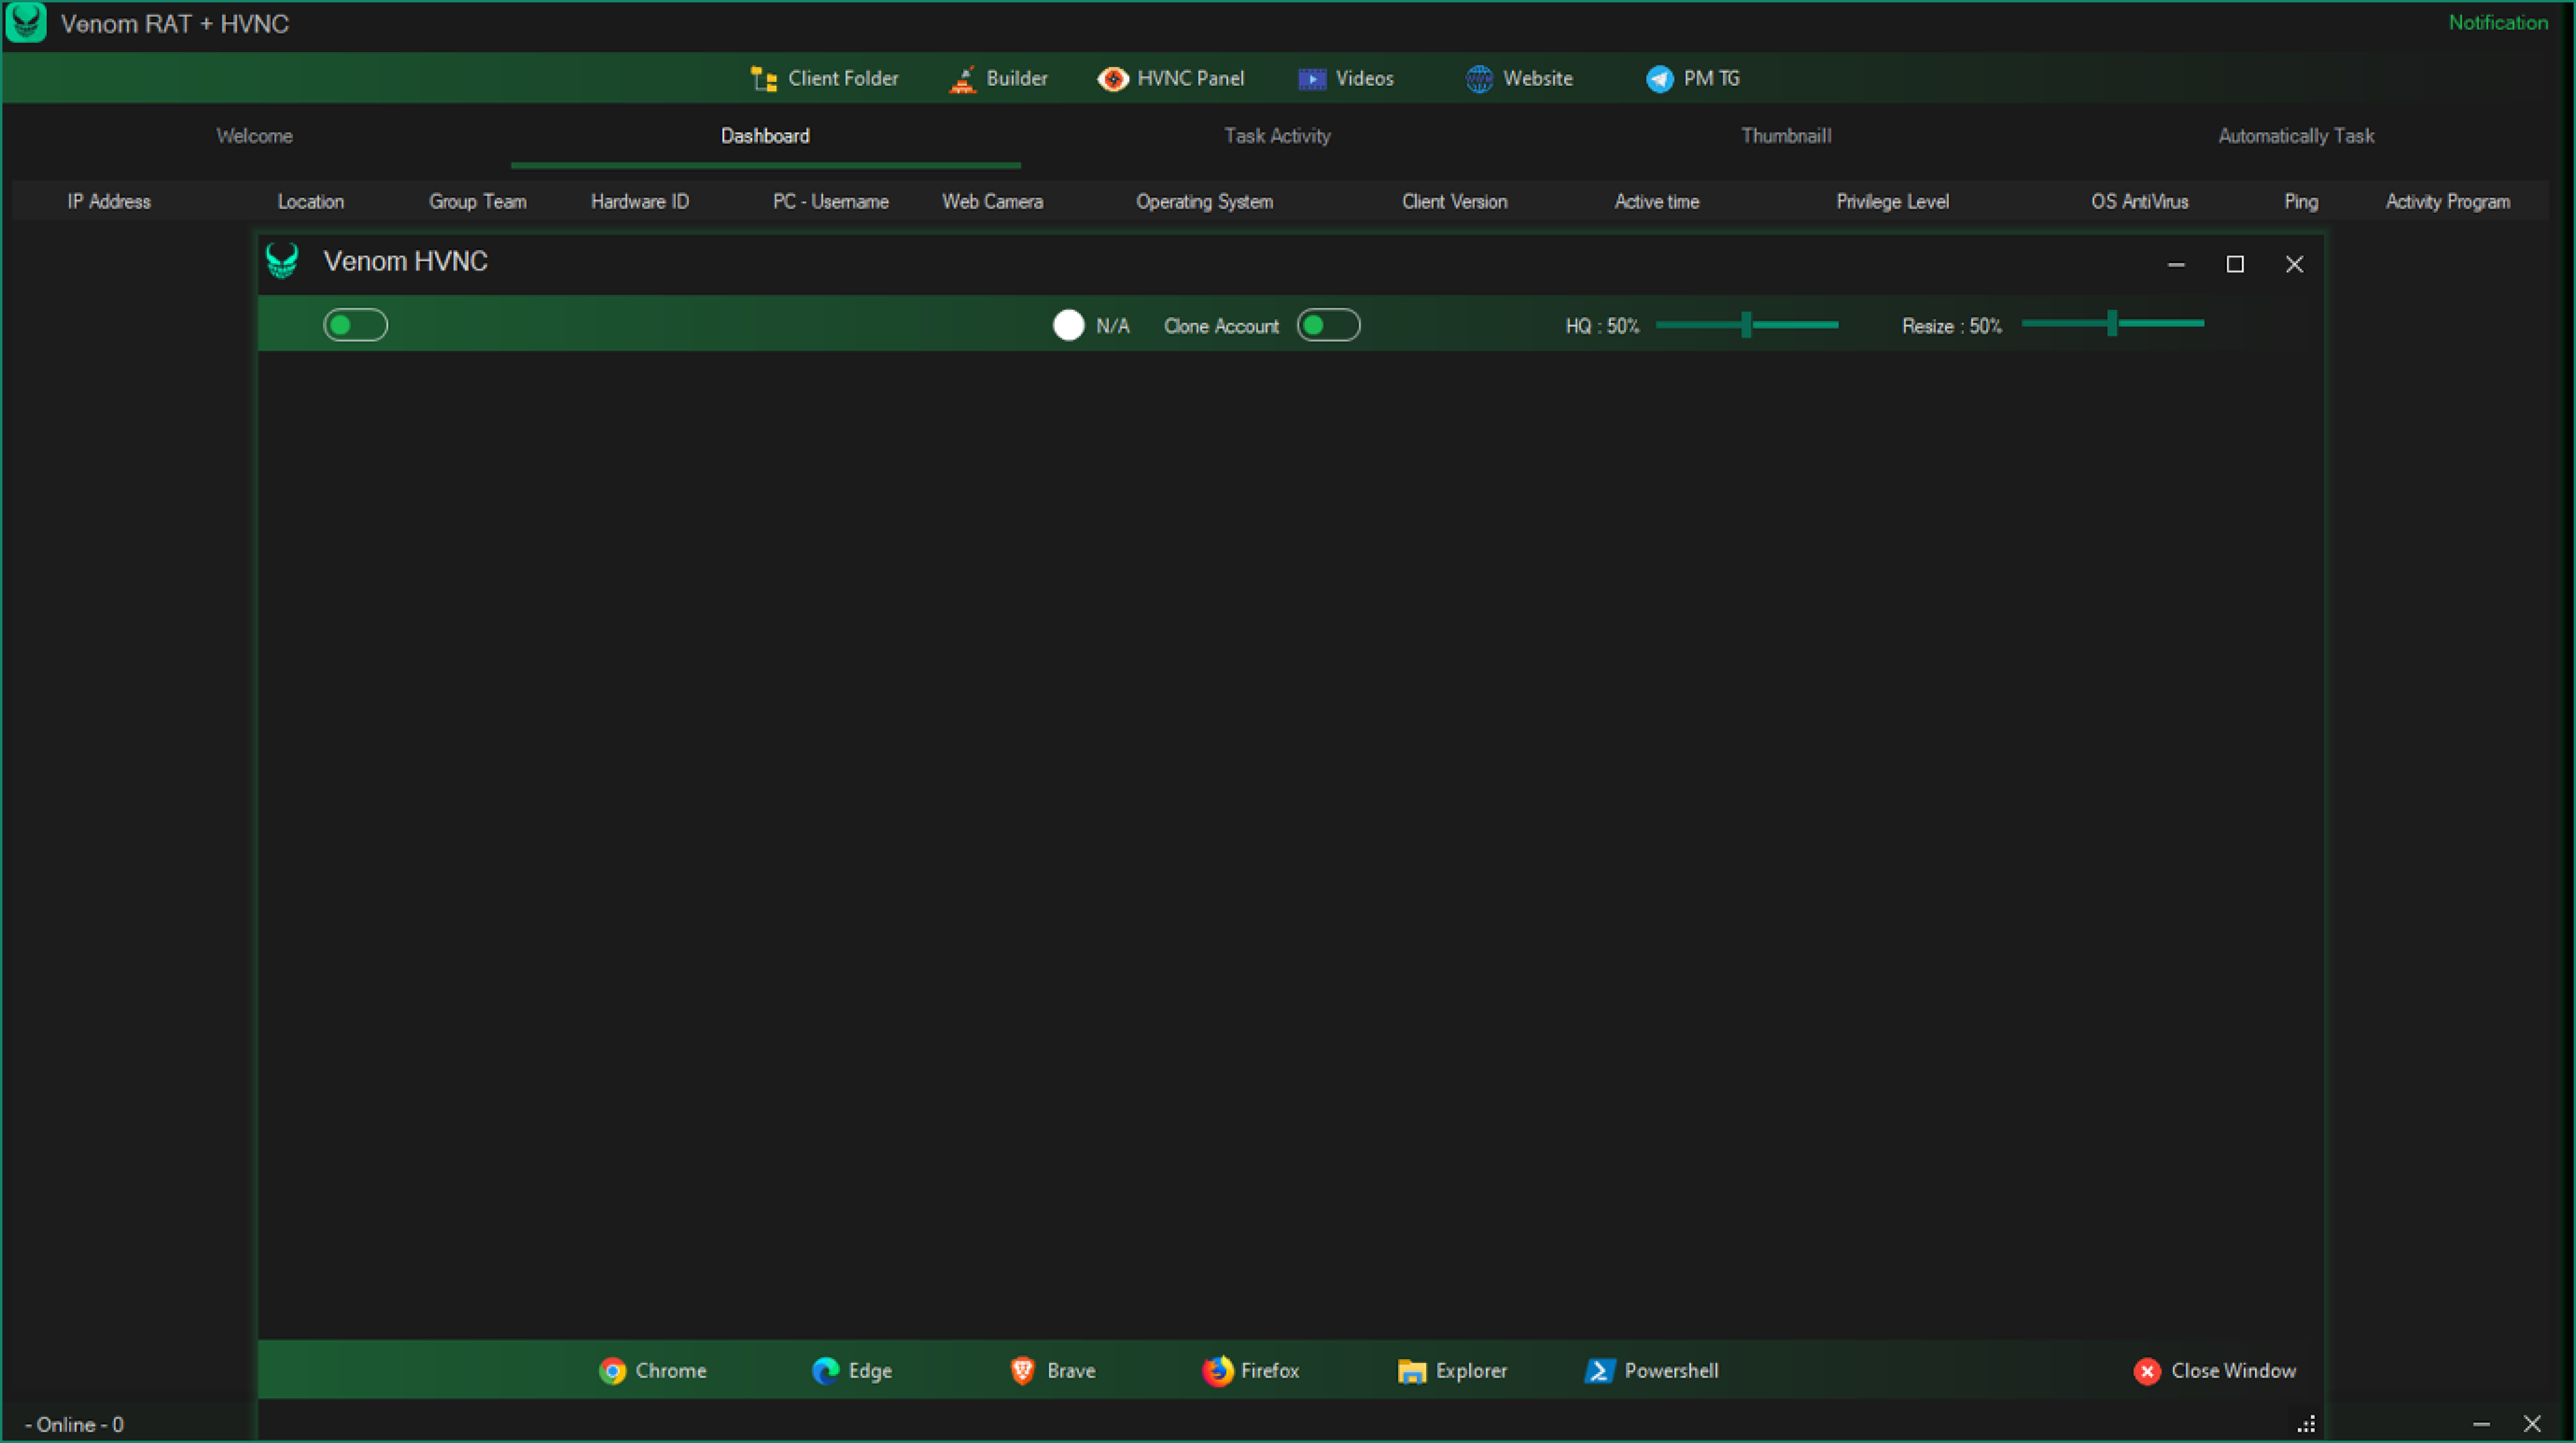 Venom RAT + HVNC
Notification
Client Folder Builder HVNC Panel Videos Website PM TG
Welcome Dashboard Task Activity Thumbnaill Automatically Task
IP Address Location Group Team Hardware ID PC - Username Web Camera Operating System Client Version Active time Privilege Level OS AntiVirus Ping Activity Program
Venom HVNC
N/A Clone Account HQ : 50% Resize : 50%
Chrome Edge Brave Firefox Explorer Powershell Close Window
- Online - 0